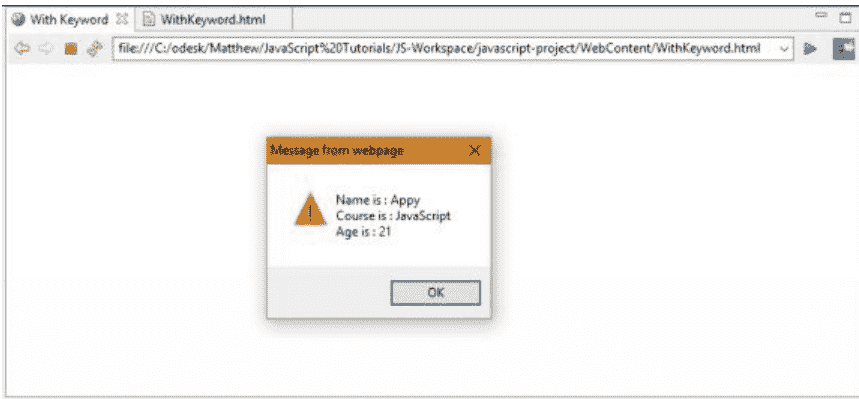 With Keyword WithKeyword.html
file:///C:/odesk/Matthew/JavaScript%20Tutorials/JS-Workspace/javascript-project/WebContent/WithKeyword.html
Message from webpage
Name is : Appy
Course is : JavaScript
Age is : 21
OK